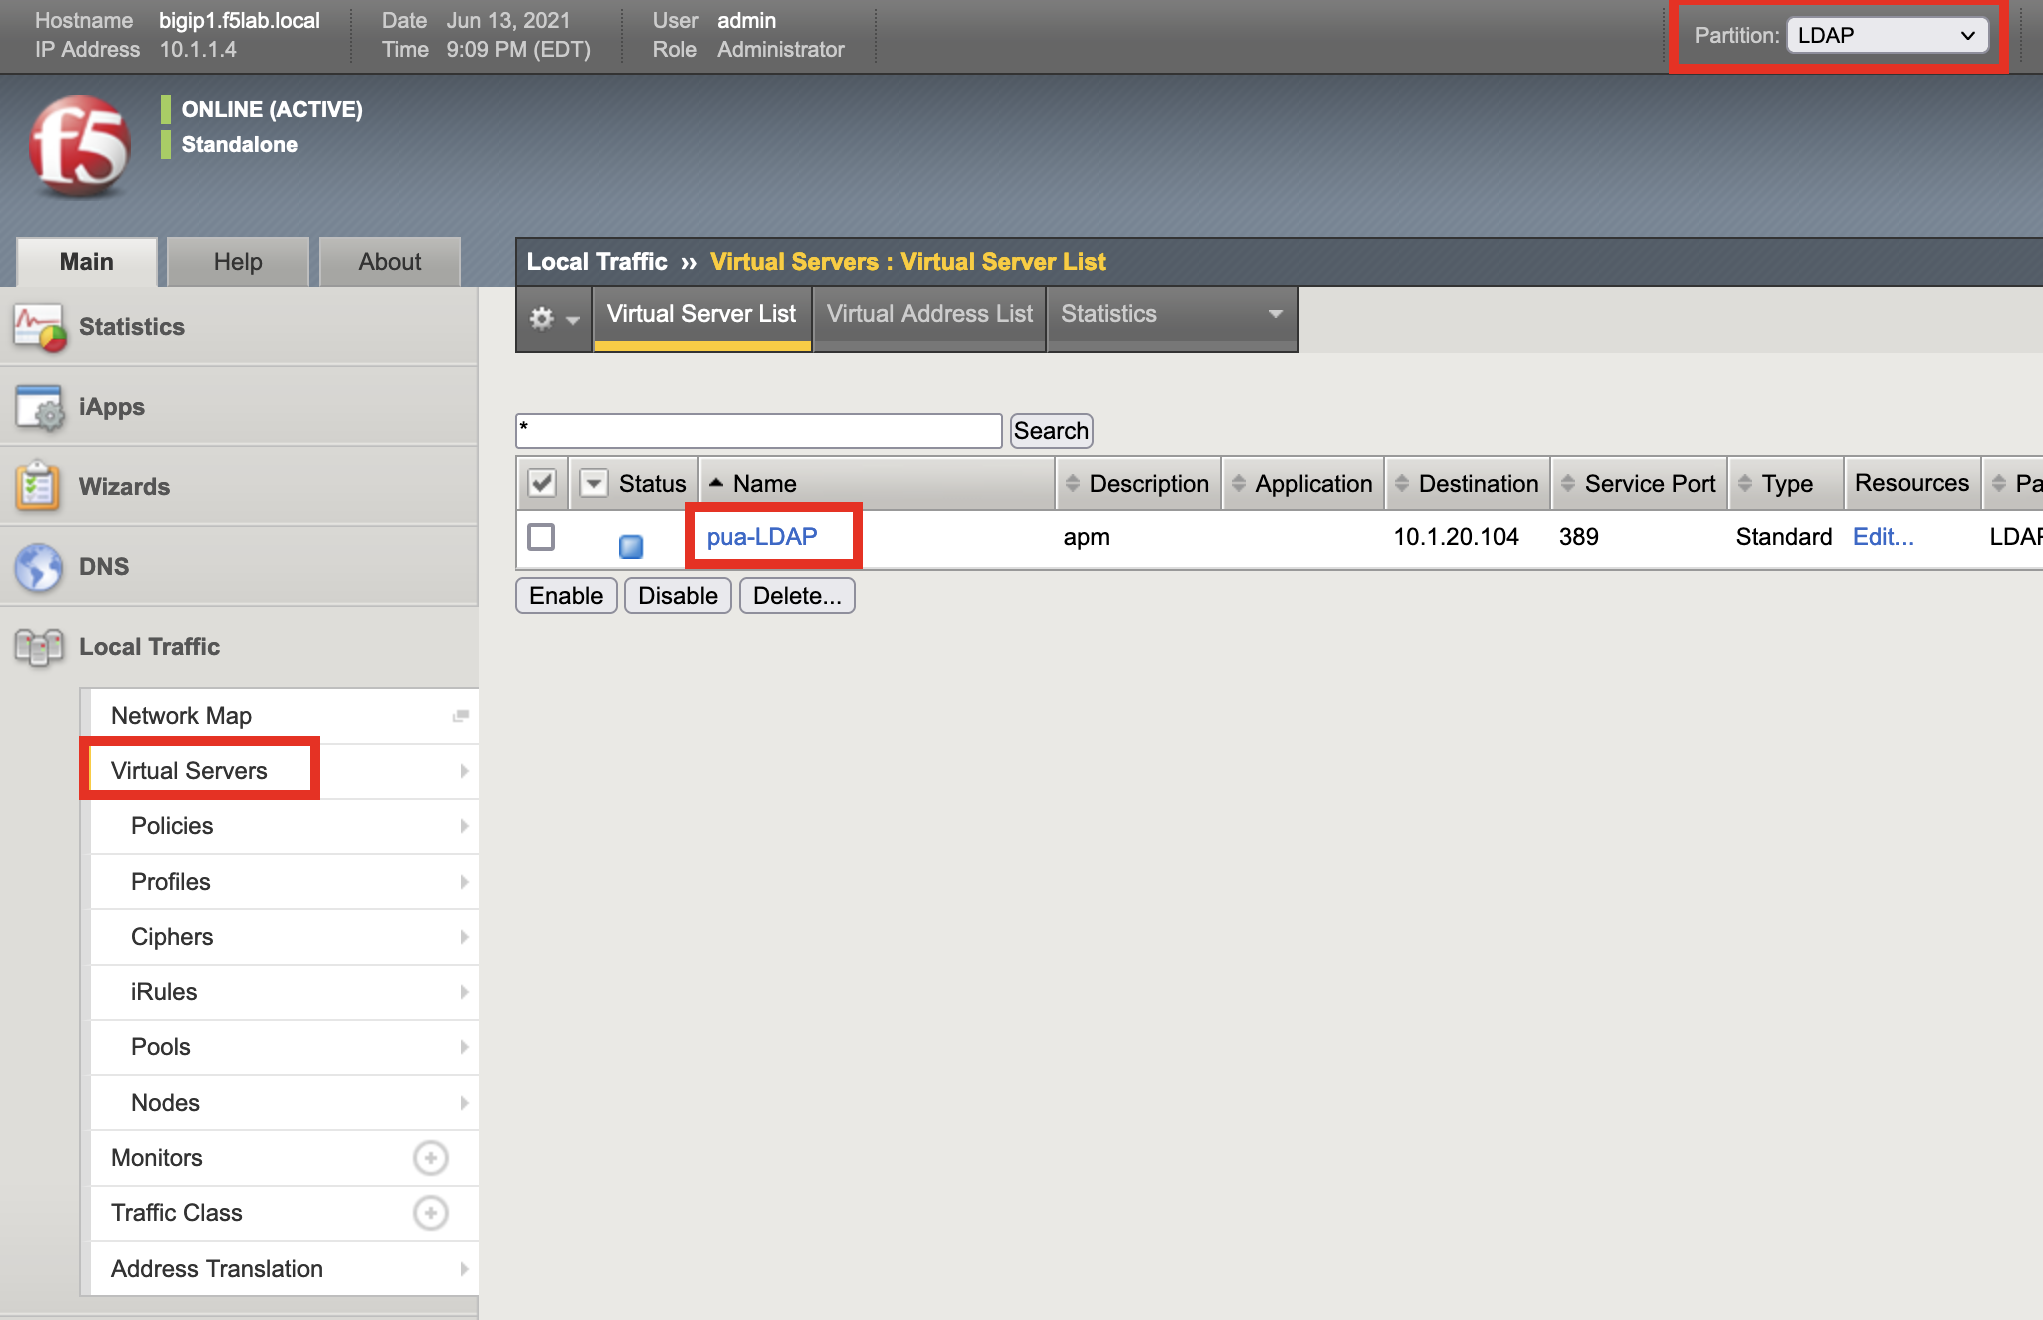 Hostname bigip1.f5lab.local Date Jun 13, 2021 User admin Partition: LDAP
IP Address 10.1.1.4 Time 9:09 PM (EDT) Role Administrator
f5
ONLINE (ACTIVE)
Standalone
Main Help About
Local Traffic ›› Virtual Servers : Virtual Server List
Virtual Server List Virtual Address List Statistics
Statistics
iApps
Wizards
DNS
Local Traffic
Network Map
Virtual Servers
Policies
Profiles
Ciphers
iRules
Pools
Nodes
Monitors
Traffic Class
Address Translation
* Search
Status Name Description Application Destination Service Port Type Resources Pa
pua-LDAP apm 10.1.20.104 389 Standard Edit... LDAP
Enable Disable Delete...